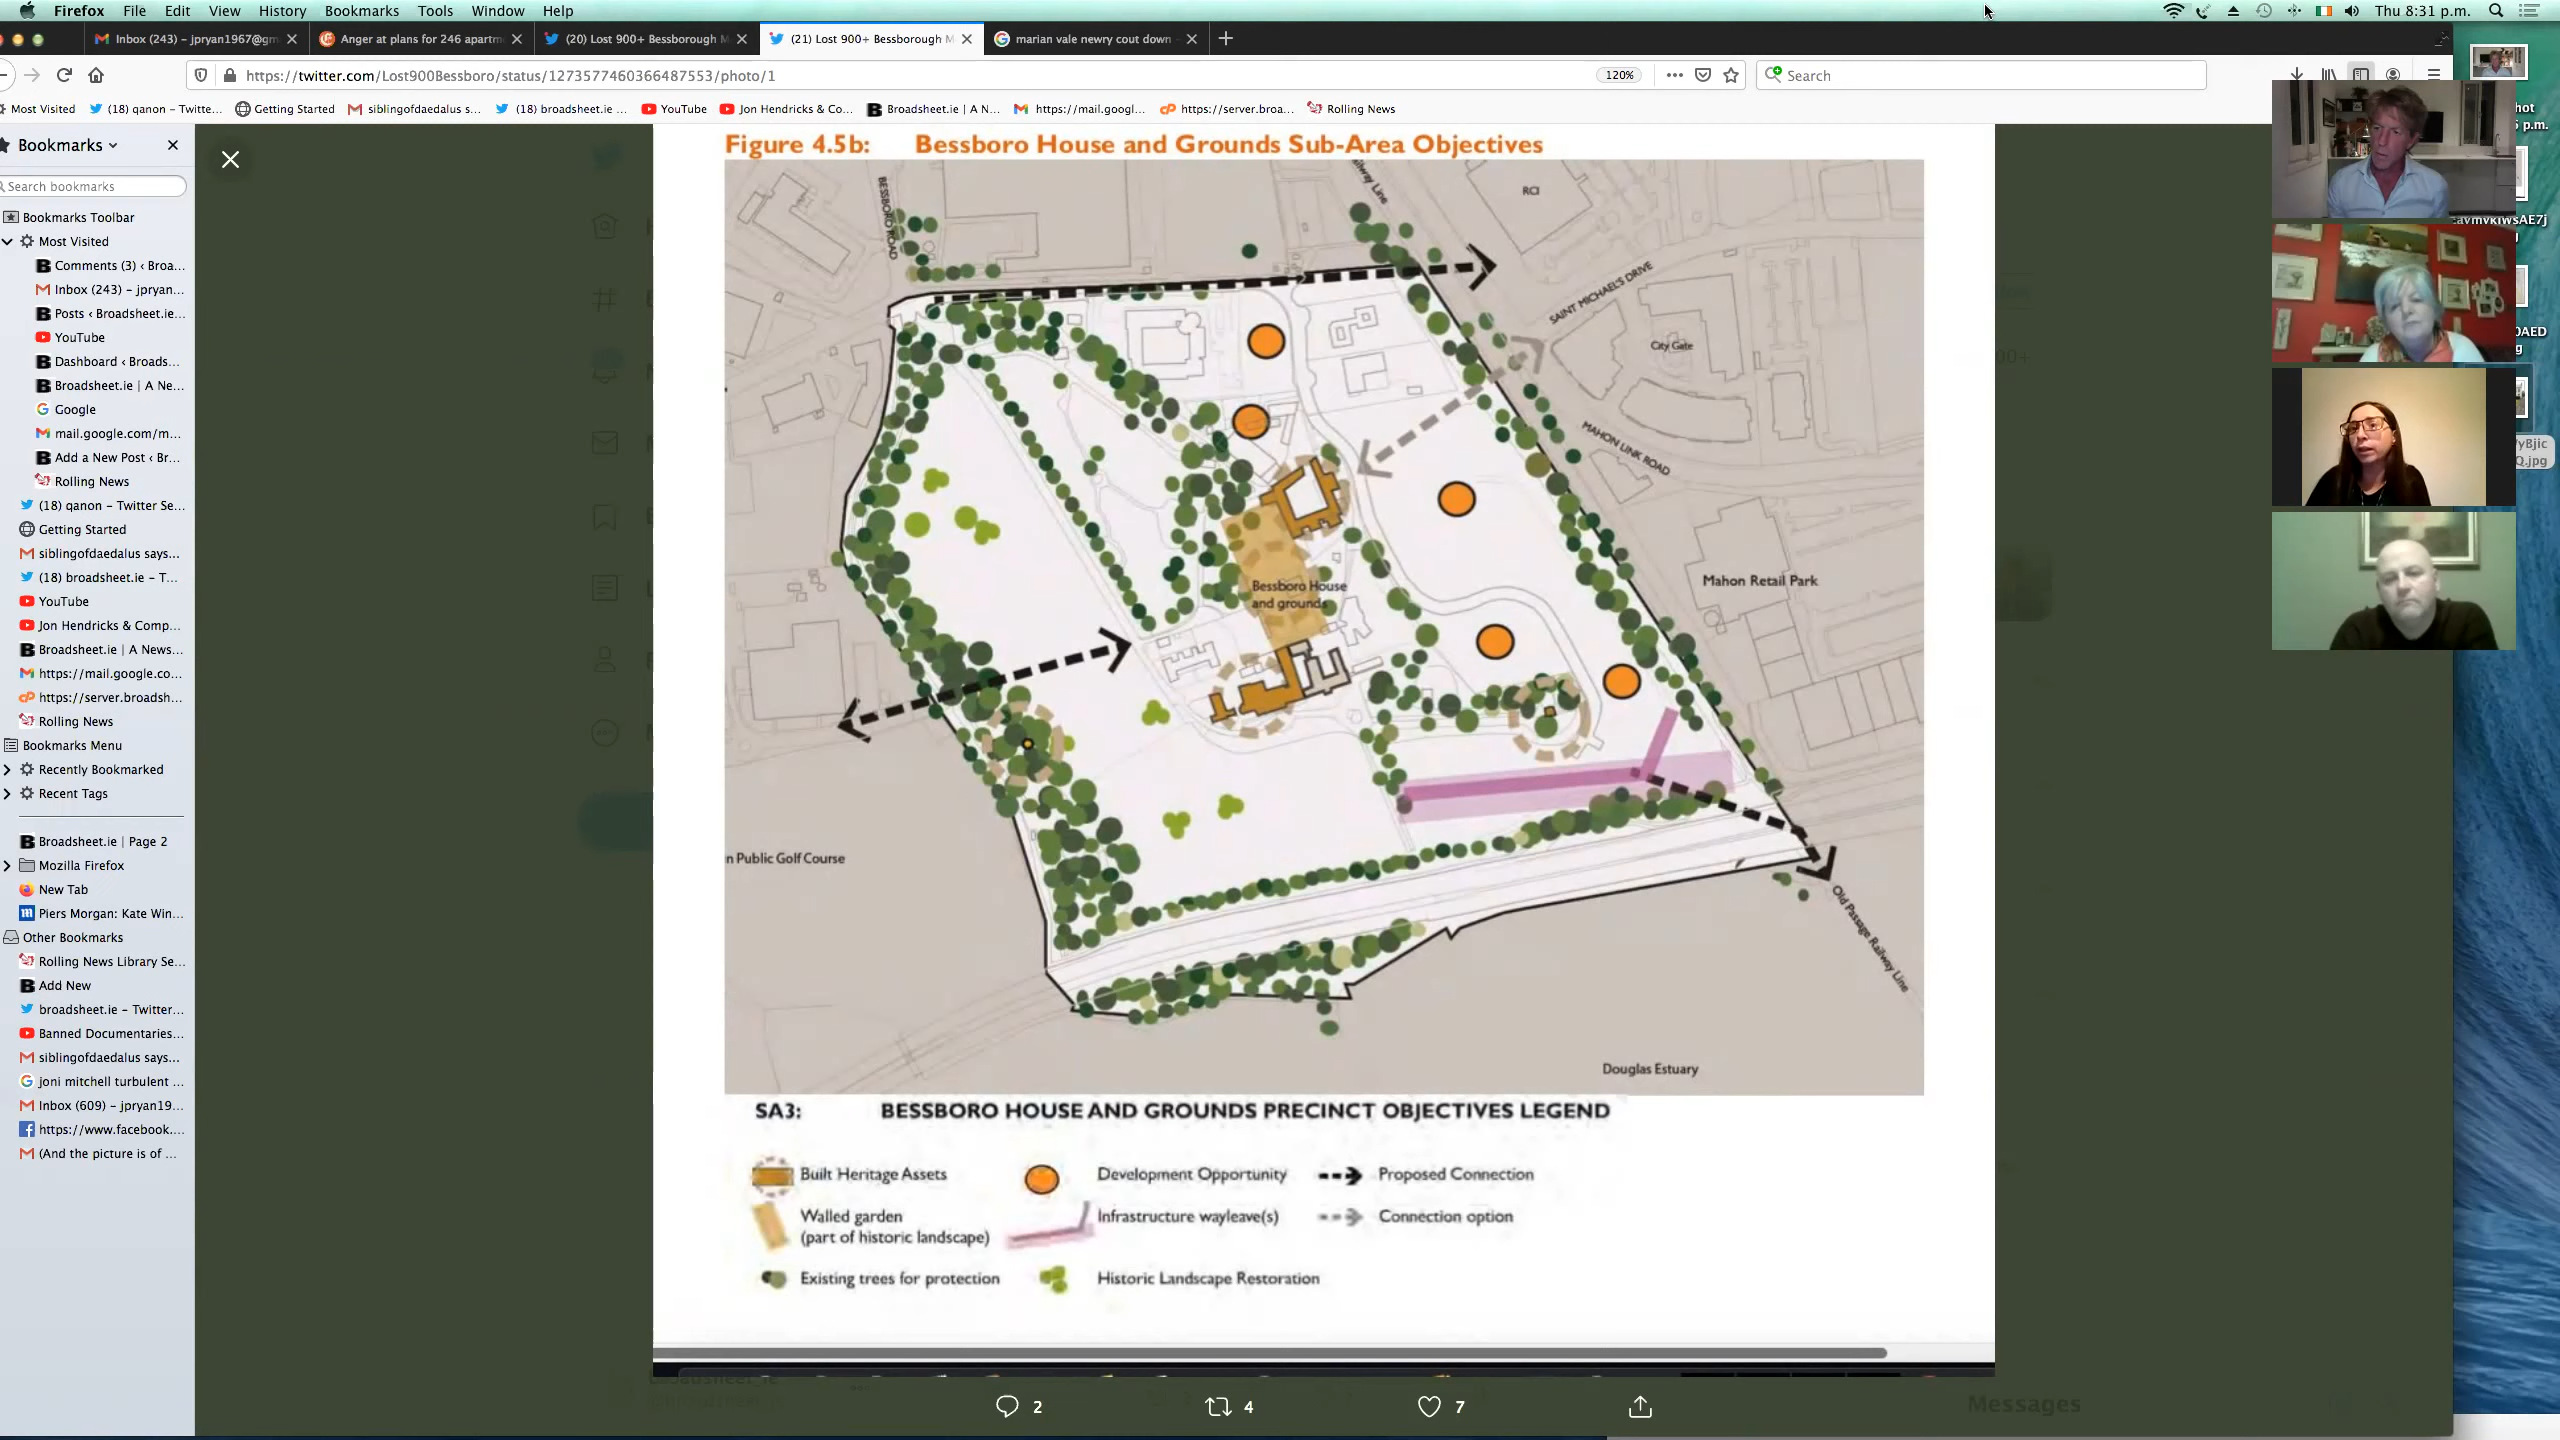 Firefox File Edit View History Bookmarks Tools Window Help
Thu 8:31 p.m.
Inbox (243) – jpryan1967@gm
Anger at plans for 246 apartm
(20) Lost 900+ Bessborough M
(21) Lost 900+ Bessborough M
marian vale newry cout down
https://twitter.com/Lost900Bessboro/status/1273577460366487553/photo/1
120%
Search
Most Visited
(18) qanon – Twitte...
Getting Started
siblingofdaedalus s...
(18) broadsheet.ie ...
YouTube
Jon Hendricks & Co...
Broadsheet.ie | A N...
https://mail.googl...
https://server.broa...
Rolling News
Bookmarks
Search bookmarks
Bookmarks Toolbar
Most Visited
Comments (3) ‹ Broa...
Inbox (243) – jpryan...
Posts ‹ Broadsheet.ie...
YouTube
Dashboard ‹ Broads...
Broadsheet.ie | A Ne...
Google
mail.google.com/m...
Add a New Post ‹ Br...
Rolling News
(18) qanon – Twitter Se...
Getting Started
siblingofdaedalus says...
(18) broadsheet.ie – T...
YouTube
Jon Hendricks & Comp...
Broadsheet.ie | A News...
https://mail.google.co...
https://server.broadsh...
Rolling News
Bookmarks Menu
Recently Bookmarked
Recent Tags
Broadsheet.ie | Page 2
Mozilla Firefox
New Tab
Piers Morgan: Kate Win...
Other Bookmarks
Rolling News Library Se...
Add New
broadsheet.ie – Twitter...
Banned Documentaries...
siblingofdaedalus says...
joni mitchell turbulent ...
Inbox (609) – jpryan19...
https://www.facebook....
(And the picture is of ...
Figure 4.5b: Bessboro House and Grounds Sub-Area Objectives
BESSBORO ROAD
ailway Line
RCI
SAINT MICHAEL'S DRIVE
City Gate
MAHON LINK ROAD
Mahon Retail Park
Bessboro House
and grounds
n Public Golf Course
Old Passage Railway Line
Douglas Estuary
SA3: BESSBORO HOUSE AND GROUNDS PRECINCT OBJECTIVES LEGEND
Built Heritage Assets
Development Opportunity
Proposed Connection
Walled garden
(part of historic landscape)
Infrastructure wayleave(s)
Connection option
Existing trees for protection
Historic Landscape Restoration
2
4
7
Messages
hot
p.m.
0AED
yBjic
Q.jpg